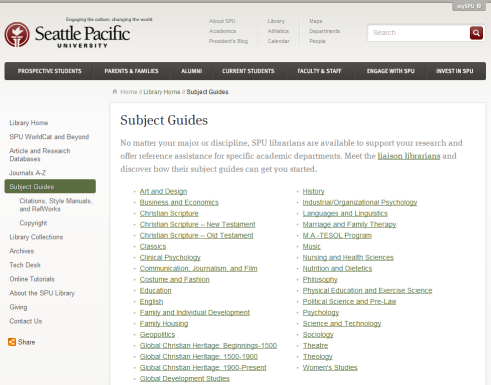 mySPU
Engaging the culture, changing the world
Seattle Pacific
UNIVERSITY
About SPU
Academics
President's Blog
Library
Athletics
Calendar
Maps
Departments
People
Search
PROSPECTIVE STUDENTS
PARENTS & FAMILIES
ALUMNI
CURRENT STUDENTS
FACULTY & STAFF
ENGAGE WITH SPU
INVEST IN SPU
Home // Library Home // Subject Guides
Library Home
SPU WorldCat and Beyond
Article and Research
Databases
Journals A-Z
Subject Guides
Citations, Style Manuals,
and RefWorks
Copyright
Library Collections
Archives
Tech Desk
Online Tutorials
About the SPU Library
Giving
Contact Us
Share
Subject Guides
No matter your major or discipline, SPU librarians are available to support your research and
offer reference assistance for specific academic departments. Meet the liaison librarians and
discover how their subject guides can get you started.
Art and Design
Business and Economics
Christian Scripture
Christian Scripture – New Testament
Christian Scripture – Old Testament
Classics
Clinical Psychology
Communication, Journalism, and Film
Costume and Fashion
Education
English
Family and Individual Development
Family Housing
Geopolitics
Global Christian Heritage: Beginnings-1500
Global Christian Heritage: 1500-1900
Global Christian Heritage: 1900-Present
Global Development Studies
History
Industrial/Organizational Psychology
Languages and Linguistics
Marriage and Family Therapy
M.A.-TESOL Program
Music
Nursing and Health Sciences
Nutrition and Dietetics
Philosophy
Physical Education and Exercise Science
Political Science and Pre-Law
Psychology
Science and Technology
Sociology
Theatre
Theology
Women's Studies